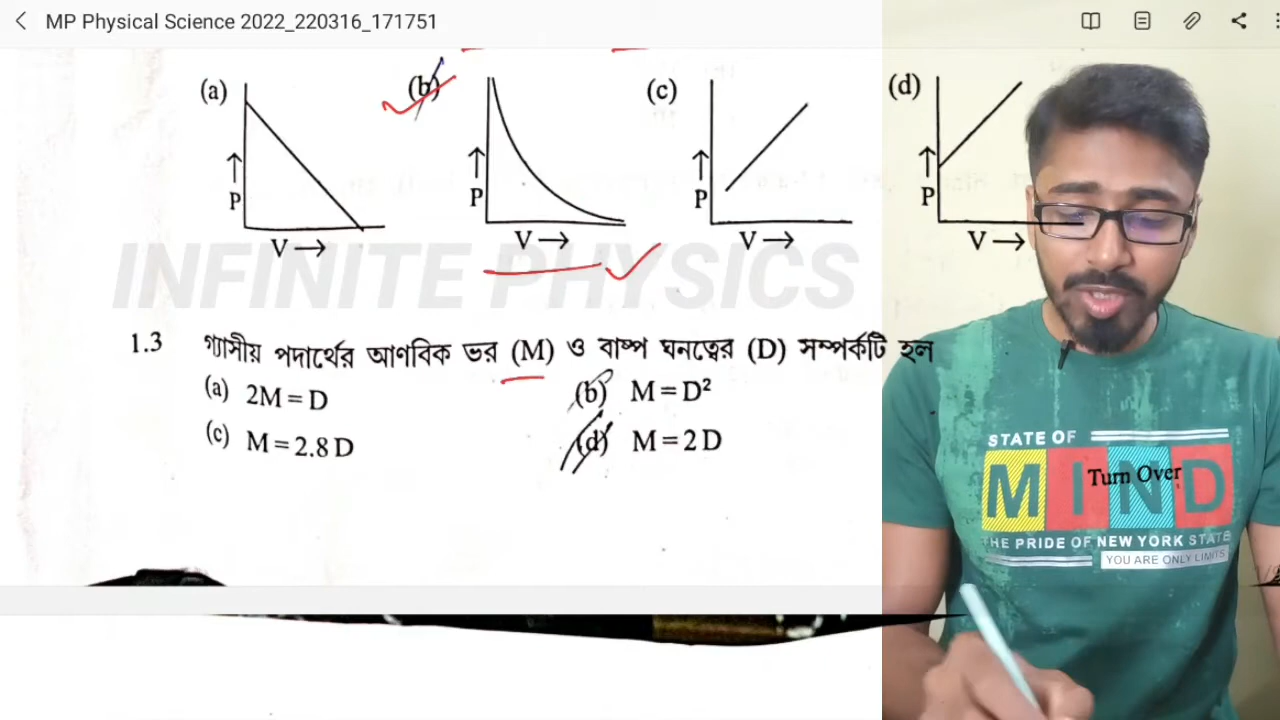 MP Physical Science 2022_220316_171751
(a) (b) (c) (d)
P P P P
V V V V
INFINITE PHYSICS
1.3 গ্যাসীয় পদার্থের আণবিক ভর (M) ও বাষ্প ঘনত্বের (D) সম্পর্কটি হল
(a) 2M = D (b) M = D²
(c) M = 2.8 D (d) M = 2 D
Turn Over
STATE OF
MIND
THE PRIDE OF NEW YORK STATE
YOU ARE ONLY LIMITS